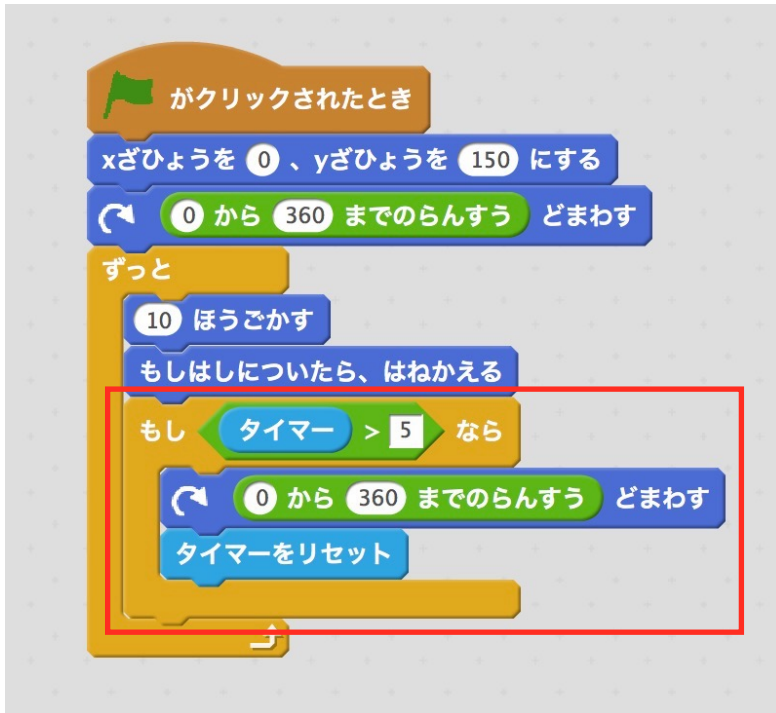 がクリックされたとき
xざひょうを 0 、yざひょうを 150 にする
0 から 360 までのらんすう どまわす
ずっと
10 ほうごかす
もしはしについたら、はねかえる
もし タイマー > 5 なら
0 から 360 までのらんすう どまわす
タイマーをリセット